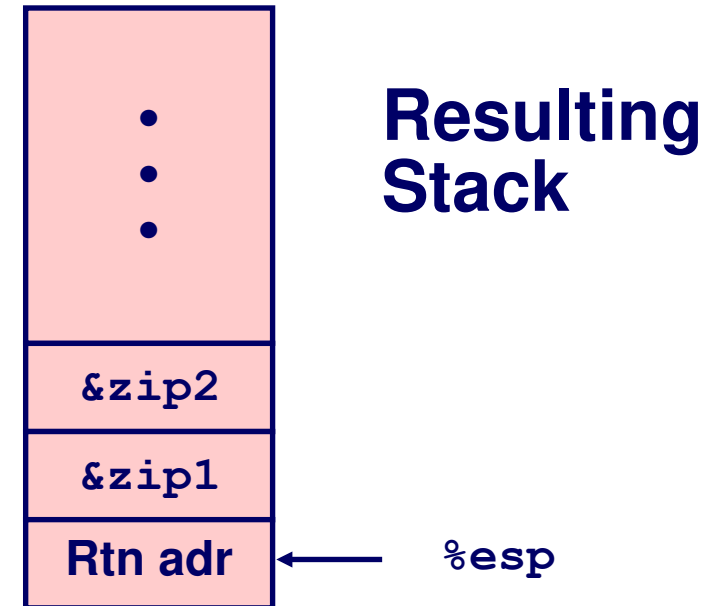 Resulting
Stack
&zip2
&zip1
Rtn adr
%esp